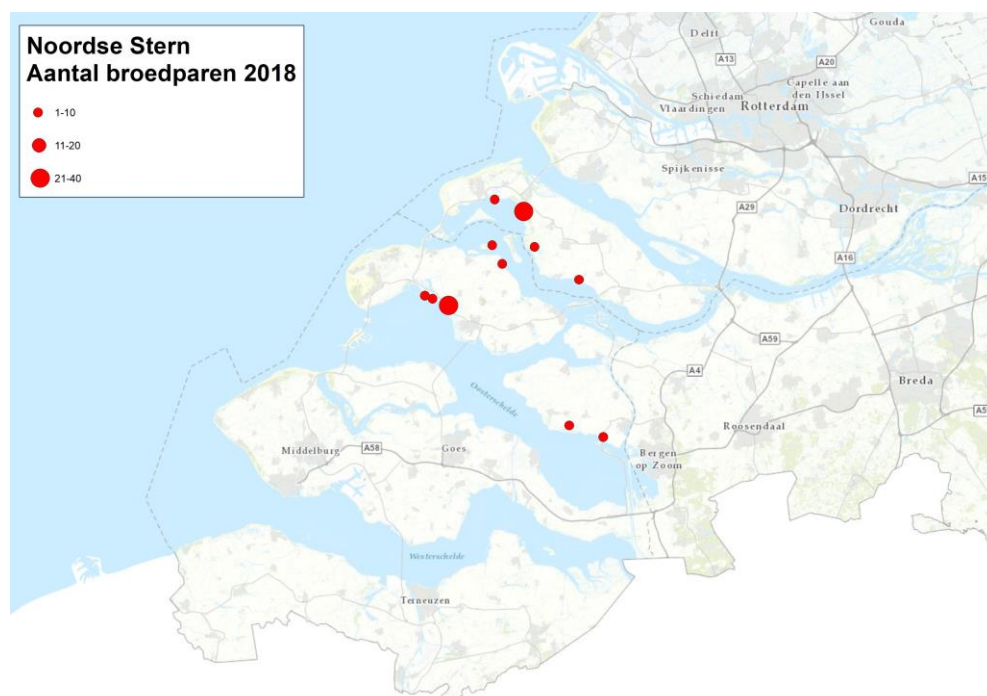 Noordse Stern
Aantal broedparen 2018
1-10
11-20
21-40
Gouda
Delft
A13
A20
Capelle aan
den IJssel
Schiedam
Vlaardingen
Rotterdam
Spijkenisse
A15
A29
Dordrecht
A16
A59
A4
Breda
Oosterschelde
Roosendaal
Middelburg
A58
Goes
Bergen
op Zoom
Westerschelde
Terneuzen